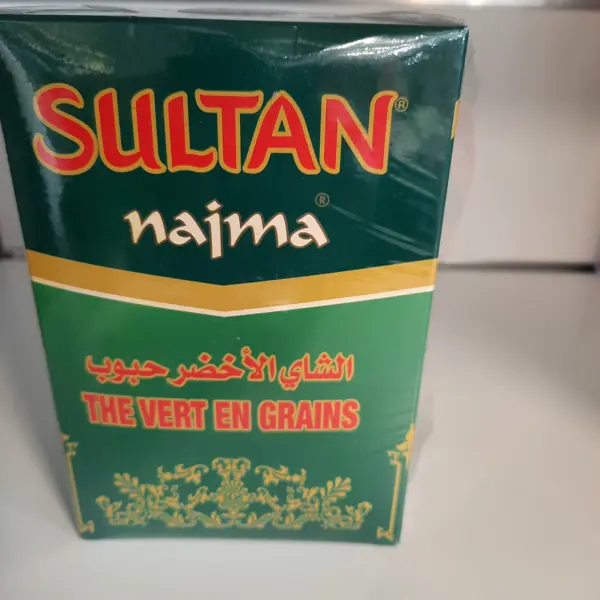 SULTAN®
najma®
الشاي الأخضر حبوب
THE VERT EN GRAINS